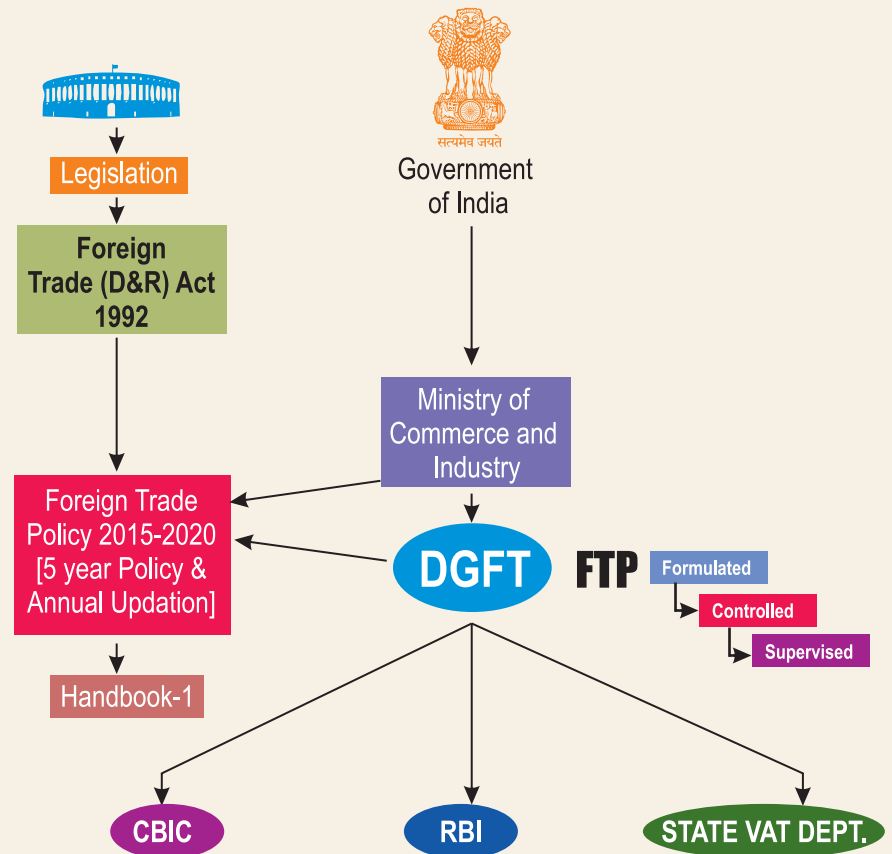 सत्यमेव जयते
Government
of India
Legislation
Foreign
Trade (D&R) Act
1992
Ministry of
Commerce and
Industry
Foreign Trade
Policy 2015-2020
[5 year Policy &
Annual Updation]
DGFT
FTP
Formulated
Controlled
Supervised
Handbook-1
CBIC
RBI
STATE VAT DEPT.